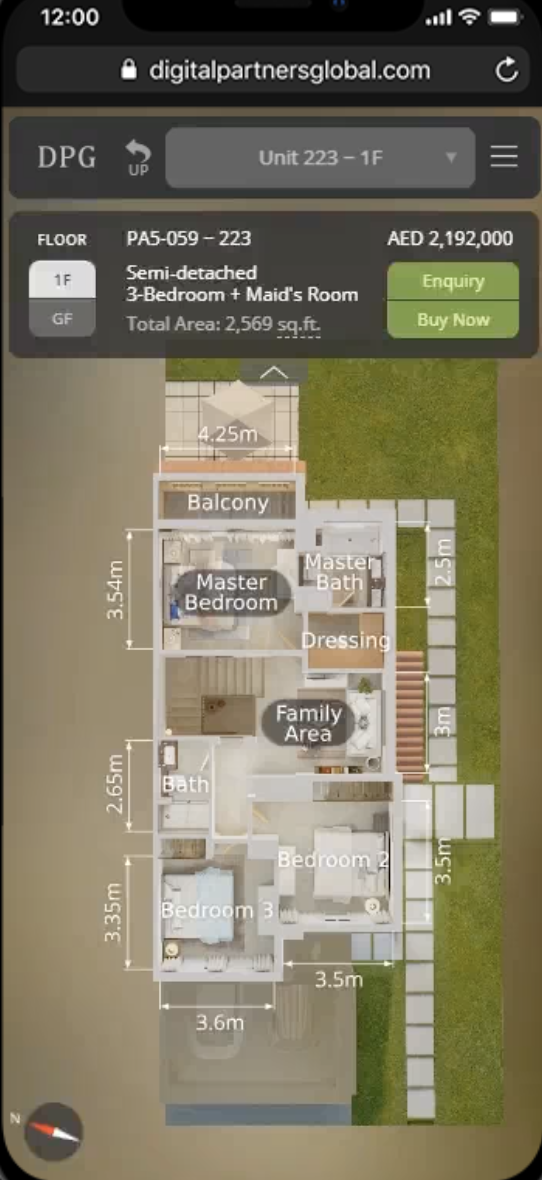 12:00
digitalpartnersglobal.com
DPG
UP
Unit 223 – 1F
FLOOR
1F
GF
PA5-059 – 223
Semi-detached
3-Bedroom + Maid's Room
Total Area: 2,569 sq.ft.
AED 2,192,000
Enquiry
Buy Now
4.25m
Balcony
3.54m
Master
Bedroom
Master
Bath
2.5m
Dressing
Family
Area
3m
2.65m
Bath
Bedroom 2
3.5m
3.35m
Bedroom 3
3.5m
3.6m
N